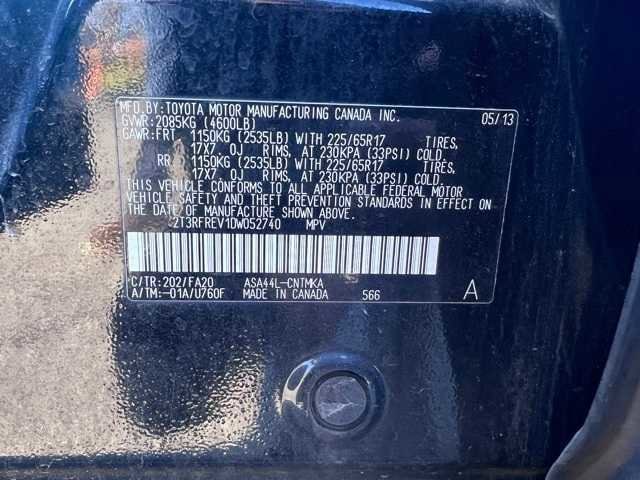 MFD.BY:TOYOTA MOTOR MANUFACTURING CANADA INC. 05/13
GVWR:2085KG (4600LB)
GAWR:FRT 1150KG (2535LB) WITH 225/65R17 TIRES,
17X7.0J RIMS, AT 230KPA (33PSI) COLD
RR 1150KG (2535LB) WITH 225/65R17 TIRES,
17X7.0J RIMS, AT 230KPA (33PSI) COLD.
THIS VEHICLE CONFORMS TO ALL APPLICABLE FEDERAL MOTOR
VEHICLE SAFETY AND THEFT PREVENTION STANDARDS IN EFFECT ON
THE DATE OF MANUFACTURE SHOWN ABOVE.
2T3RFREV1DW052740 MPV
C/TR:202/FA20 ASA44L-CNTMKA
A/TM:-01A/U760F MADE IN CANADA 566 A